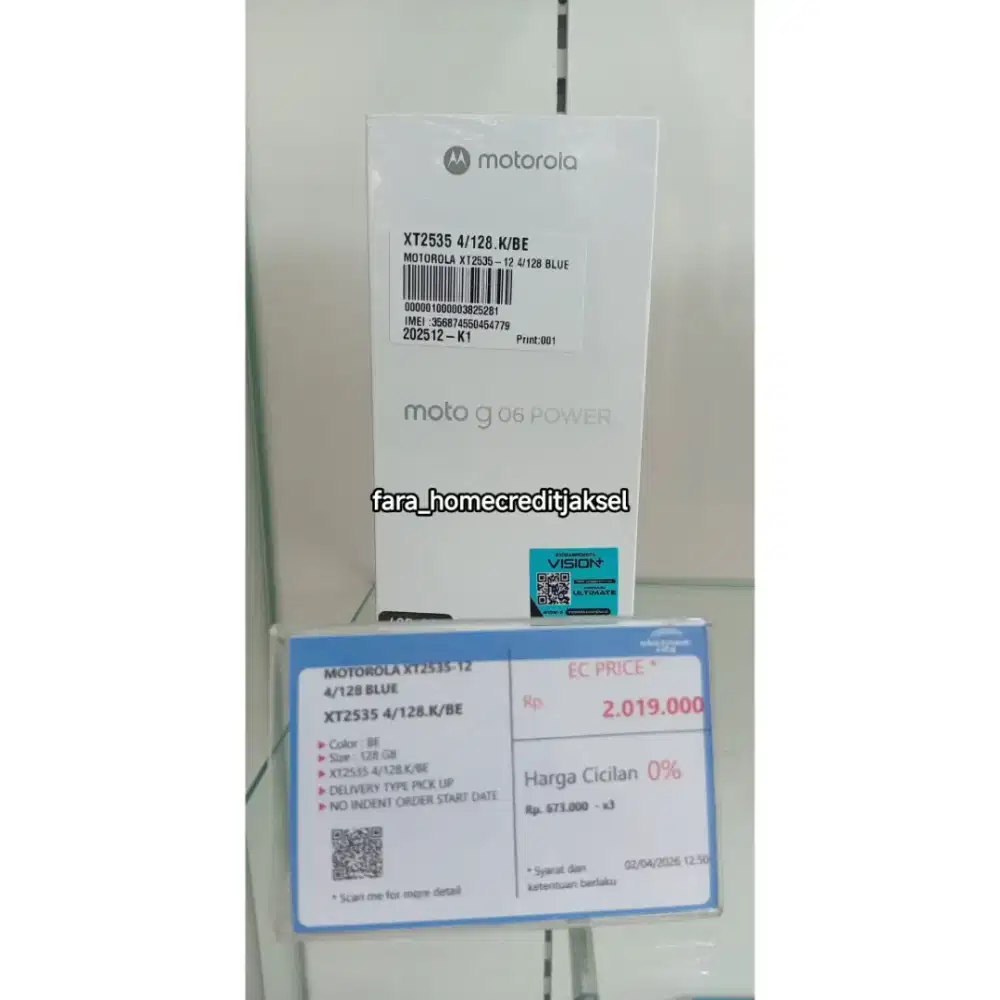 motorola
XT2535 4/128.K/BE
MOTOROLA XT2535-12 4/128 BLUE
000001000003825281
IMEI :356874550454779
202512-K1
Print:001
moto g 06 POWER
fara_homecreditjaksel
VISION+
ULTIMATE
MOTOROLA XT2535-12
4/128 BLUE
XT2535 4/128.K/BE
Color : BE
Size : 128 GB
XT2535 4/128.K/BE
DELIVERY TYPE PICK UP
NO INDENT ORDER START DATE
* Scan me for more detail
EC PRICE *
Rp. 2.019.000
Harga Cicilan 0%
Rp. 673.000 - x3
* Syarat dan
ketentuan berlaku
02/04/2026 12.50